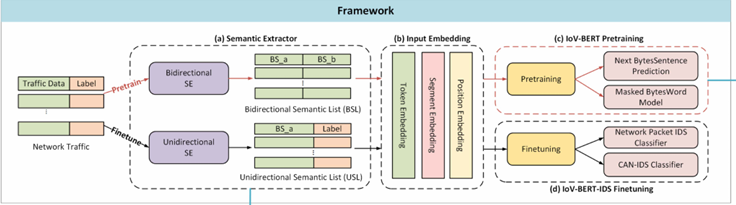 Framework
(a) Semantic Extractor
(b) Input Embedding
(c) IoV-BERT Pretraining
Traffic Data
Label
Network Traffic
Pretrain
Finetune
Bidirectional
SE
BS_a
BS_b
Bidirectional Semantic List (BSL)
Unidirectional
SE
BS_a
Label
Unidirectional Semantic List (USL)
Token Embedding
Segment Embedding
Position Embedding
Pretraining
Next BytesSentence
Prediction
Masked BytesWord
Model
Finetuning
Network Packet IDS
Classifier
CAN-IDS Classifier
(d) IoV-BERT-IDS Finetuning